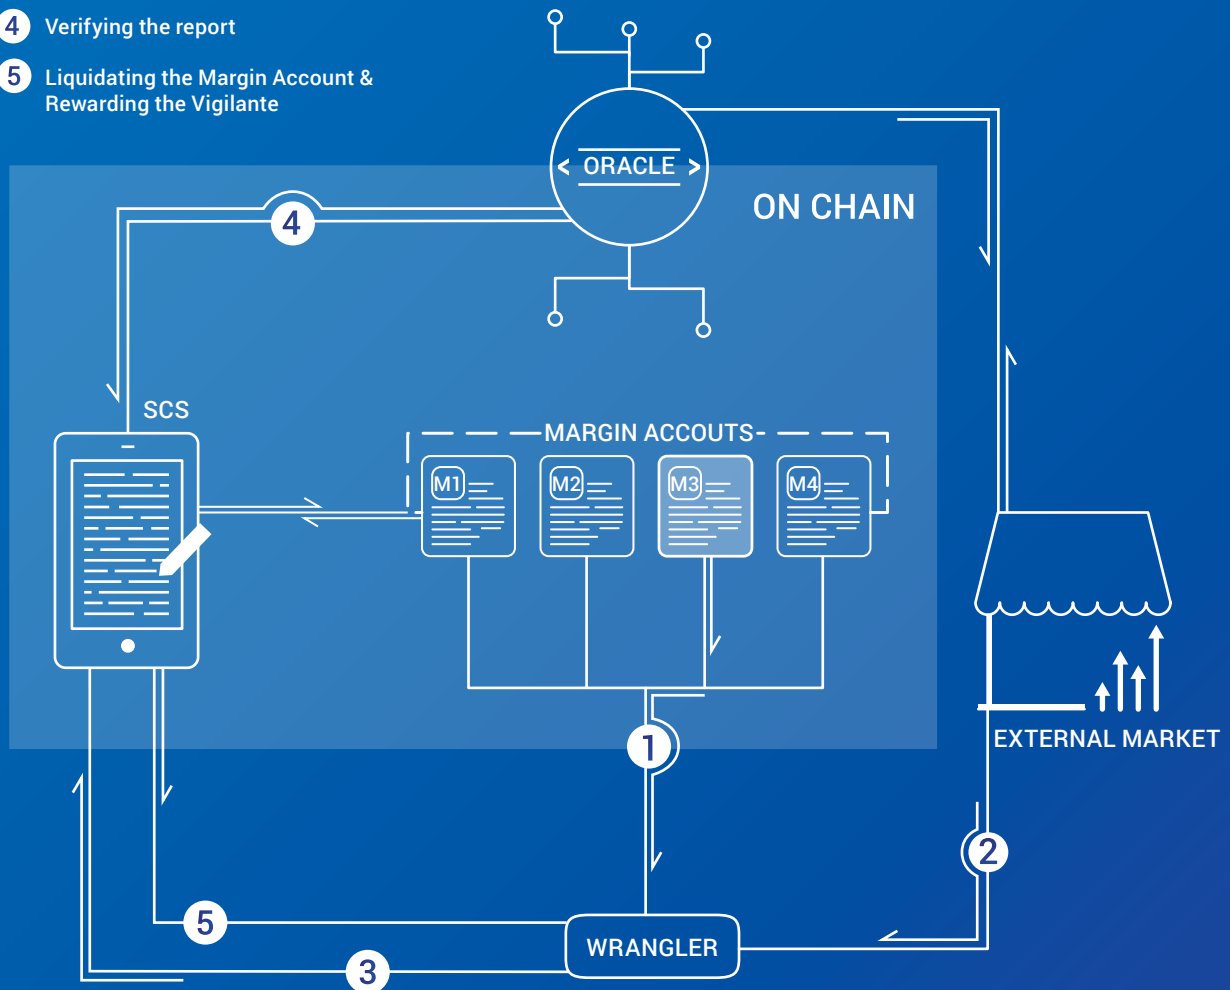 4 Verifying the report
5 Liquidating the Margin Account &
Rewarding the Vigilante
< ORACLE >
ON CHAIN
4
SCS
MARGIN ACCOUTS
M1 M2 M3 M4
1
EXTERNAL MARKET
2
5
WRANGLER
3